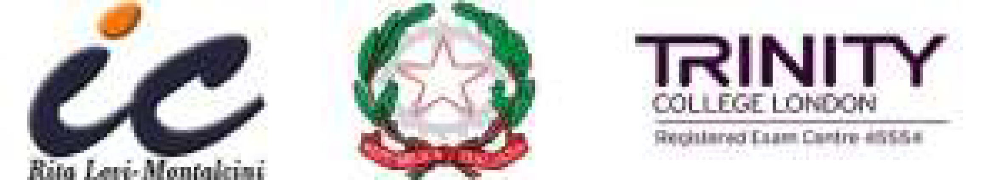 ic
Rita Levi-Montalcini
TRINITY
COLLEGE LONDON
Registered Exam Centre